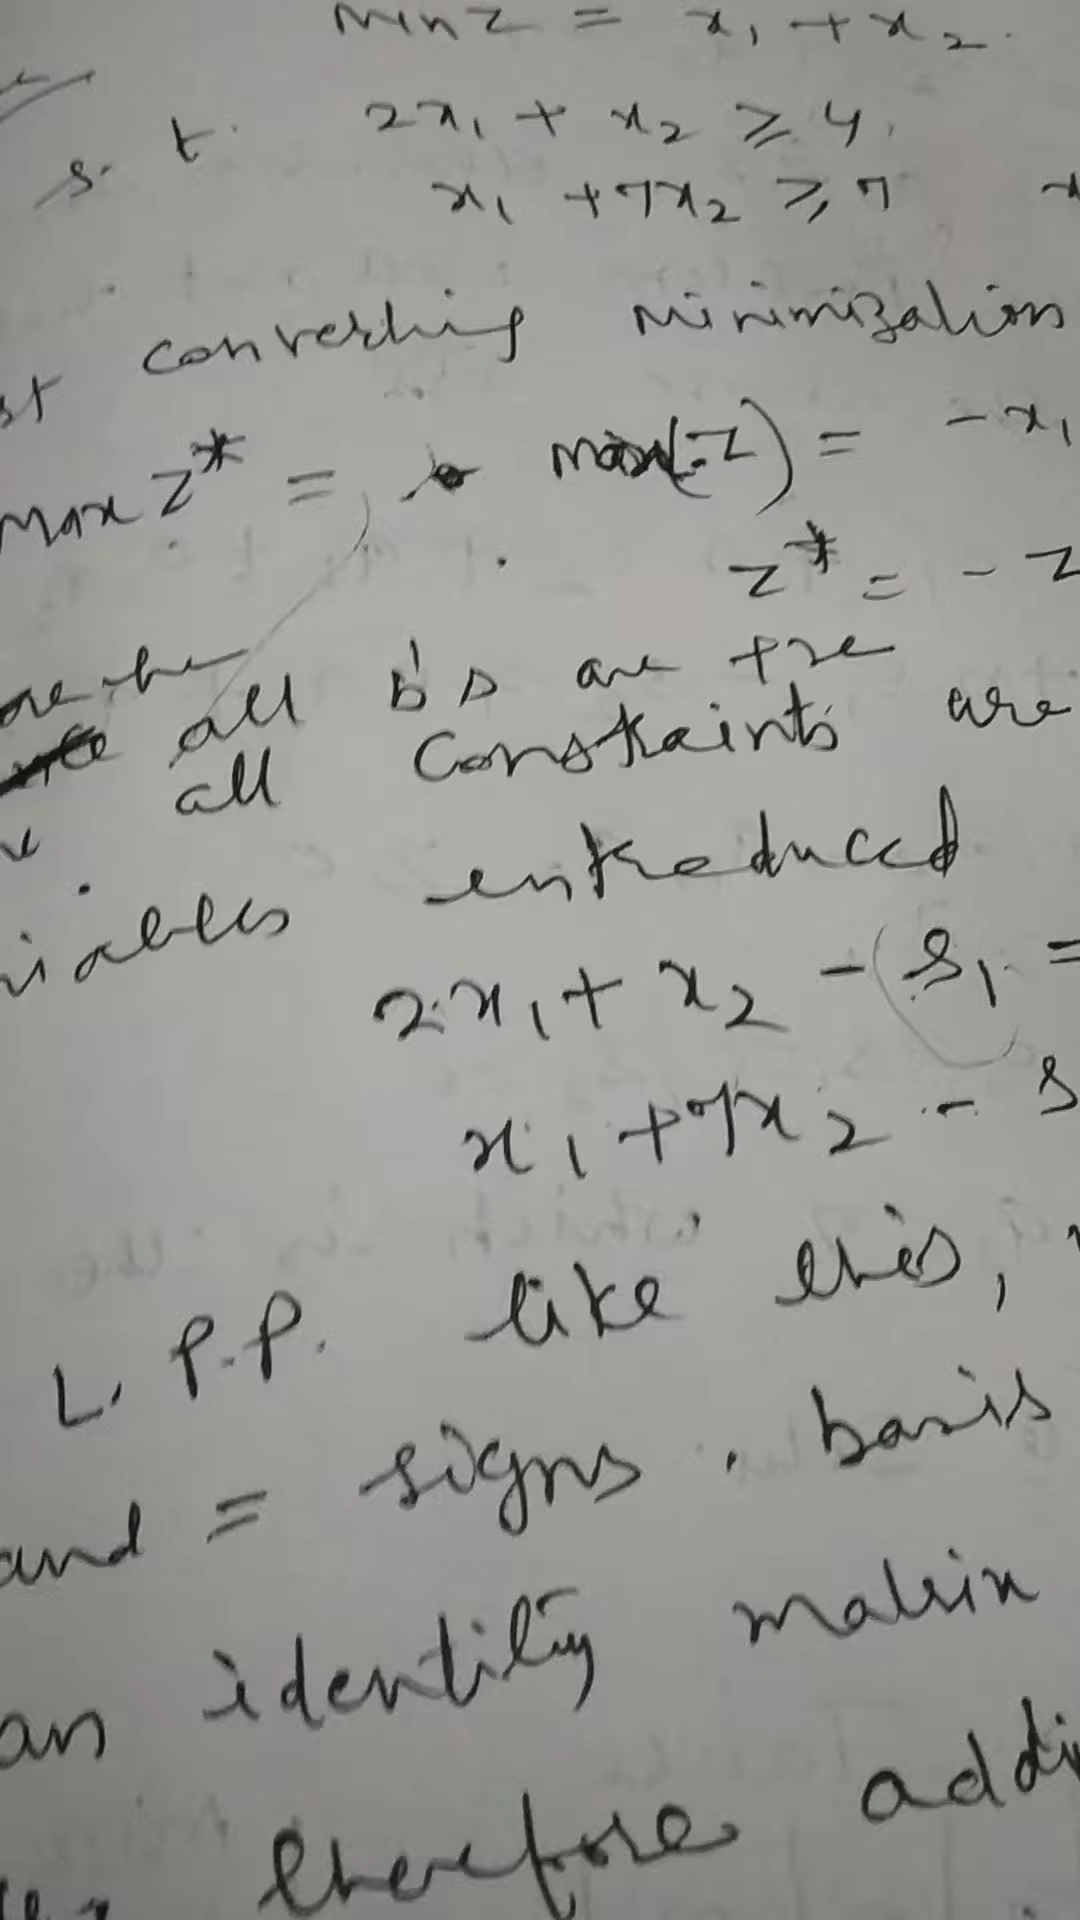 Min Z = x₁ + x₂.
s. t. 2x₁ + x₂ ≥ 4,
x₁ + 7x₂ ≥, 7
converting minimization
Max Z* = max(-Z) = -x₁
Z* = - Z
all b's are +ve
all constraints are
introduced
2x₁ + x₂ - s₁ =
x₁ + 7x₂ - s
L. P.P. like this,
and = signs. basis
an identity matrix
therefore addi